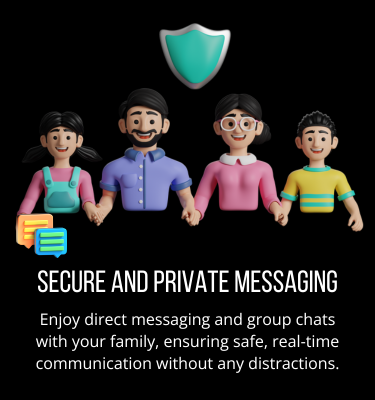 SECURE AND PRIVATE MESSAGING
Enjoy direct messaging and group chats
with your family, ensuring safe, real-time
communication without any distractions.